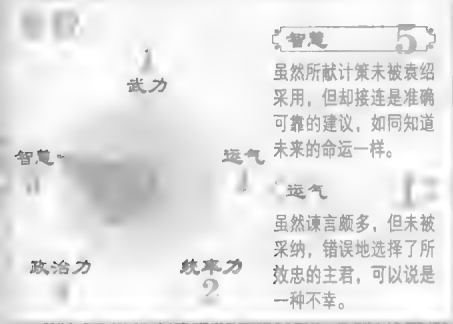 智慧 5
虽然所献计策未被袁绍
采用，但却接连是准确
可靠的建议，如同知道
未来的命运一样。
运气
虽然谏言颇多，但未被
采纳，错误地选择了所
效忠的主君，可以说是
一种不幸。
1
武力
智慧
运气
政治力
统率力
2